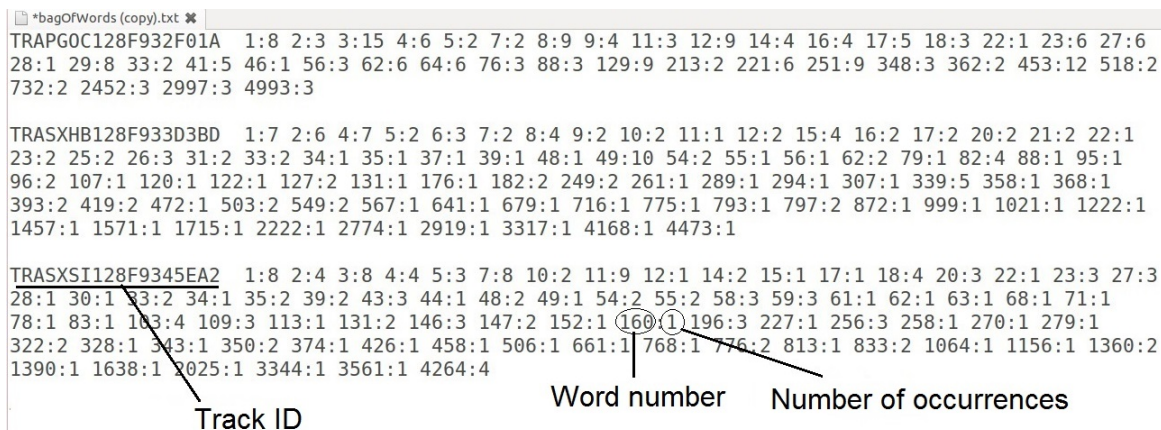 *bagOfWords (copy).txt ✖
TRAPGOC128F932F01A 1:8 2:3 3:15 4:6 5:2 7:2 8:9 9:4 11:3 12:9 14:4 16:4 17:5 18:3 22:1 23:6 27:6
28:1 29:8 33:2 41:5 46:1 56:3 62:6 64:6 76:3 88:3 129:9 213:2 221:6 251:9 348:3 362:2 453:12 518:2
732:2 2452:3 2997:3 4993:3
TRASXHB128F933D3BD 1:7 2:6 4:7 5:2 6:3 7:2 8:4 9:2 10:2 11:1 12:2 15:4 16:2 17:2 20:2 21:2 22:1
23:2 25:2 26:3 31:2 33:2 34:1 35:1 37:1 39:1 48:1 49:10 54:2 55:1 56:1 62:2 79:1 82:4 88:1 95:1
96:2 107:1 120:1 122:1 127:2 131:1 176:1 182:2 249:2 261:1 289:1 294:1 307:1 339:5 358:1 368:1
393:2 419:2 472:1 503:2 549:2 567:1 641:1 679:1 716:1 775:1 793:1 797:2 872:1 999:1 1021:1 1222:1
1457:1 1571:1 1715:1 2222:1 2774:1 2919:1 3317:1 4168:1 4473:1
TRASXSI128F9345EA2 1:8 2:4 3:8 4:4 5:3 7:8 10:2 11:9 12:1 14:2 15:1 17:1 18:4 20:3 22:1 23:3 27:3
28:1 30:1 33:2 34:1 35:2 39:2 43:3 44:1 48:2 49:1 54:2 55:2 58:3 59:3 61:1 62:1 63:1 68:1 71:1
78:1 83:1 103:4 109:3 113:1 131:2 146:3 147:2 152:1 160:1 196:3 227:1 256:3 258:1 270:1 279:1
322:2 328:1 343:1 350:2 374:1 426:1 458:1 506:1 661:1 768:1 776:2 813:1 833:2 1064:1 1156:1 1360:2
1390:1 1638:1 2025:1 3344:1 3561:1 4264:4
Word number Number of occurrences
Track ID